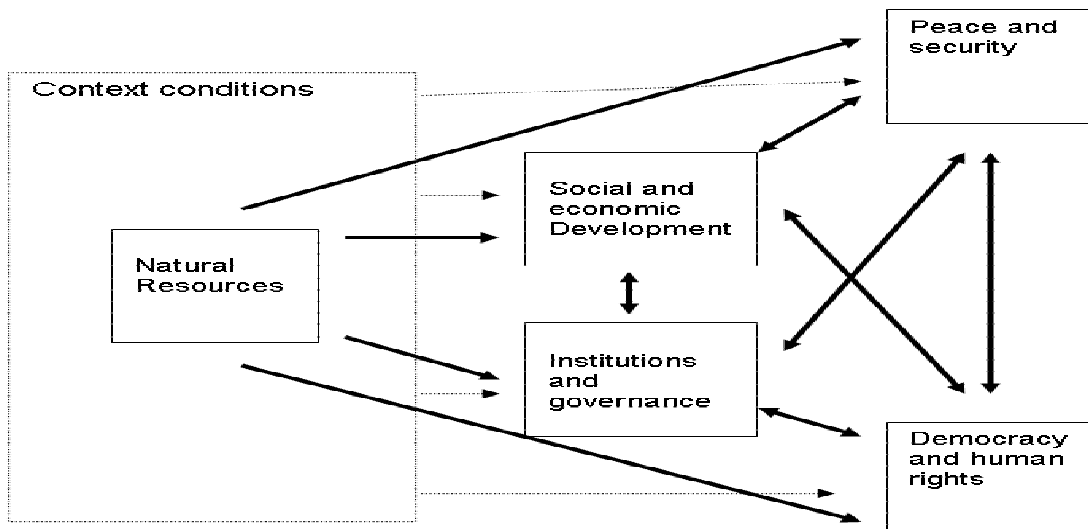 Peace and
security
Context conditions
Social and
economic
Development
Natural
Resources
Institutions
and
governance
Democracy
and human
rights